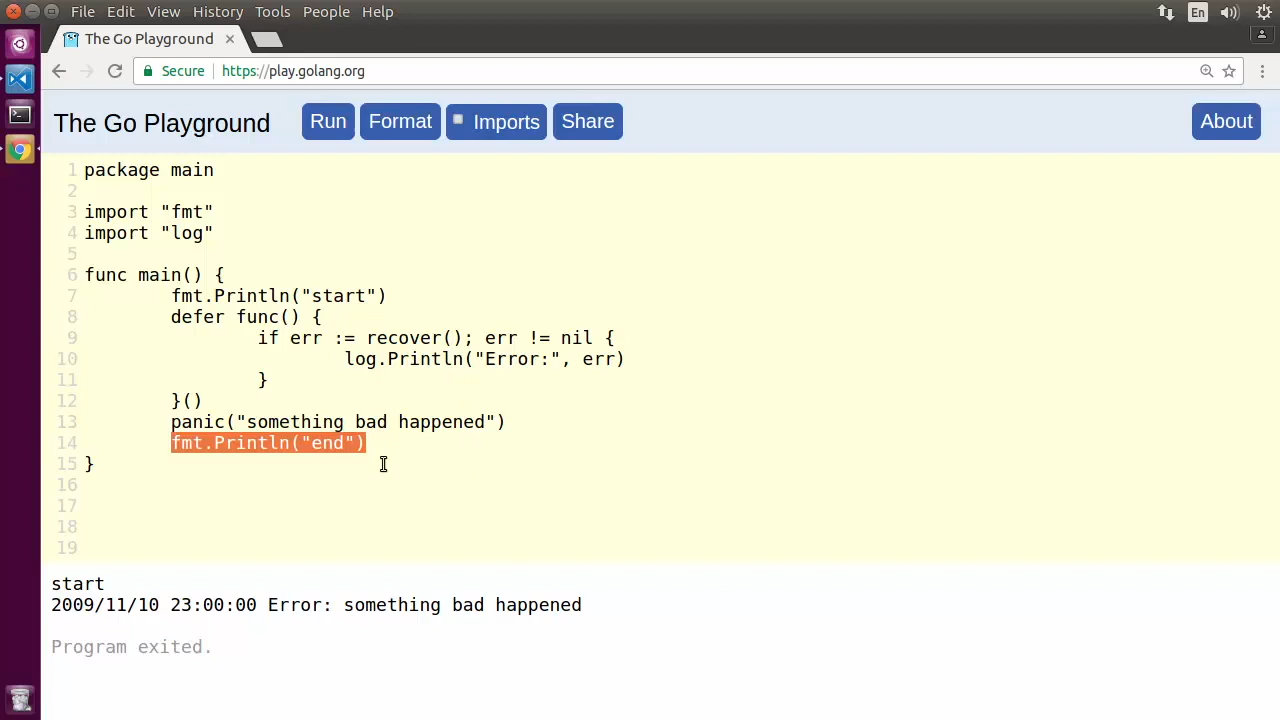 File Edit View History Tools People Help
En
The Go Playground
Secure https://play.golang.org
The Go Playground Run Format Imports Share About
1 package main
2
3 import "fmt"
4 import "log"
5
6 func main() {
7 fmt.Println("start")
8 defer func() {
9 if err := recover(); err != nil {
10 log.Println("Error:", err)
11 }
12 }()
13 panic("something bad happened")
14 fmt.Println("end")
15 }
16
17
18
19
start
2009/11/10 23:00:00 Error: something bad happened
Program exited.